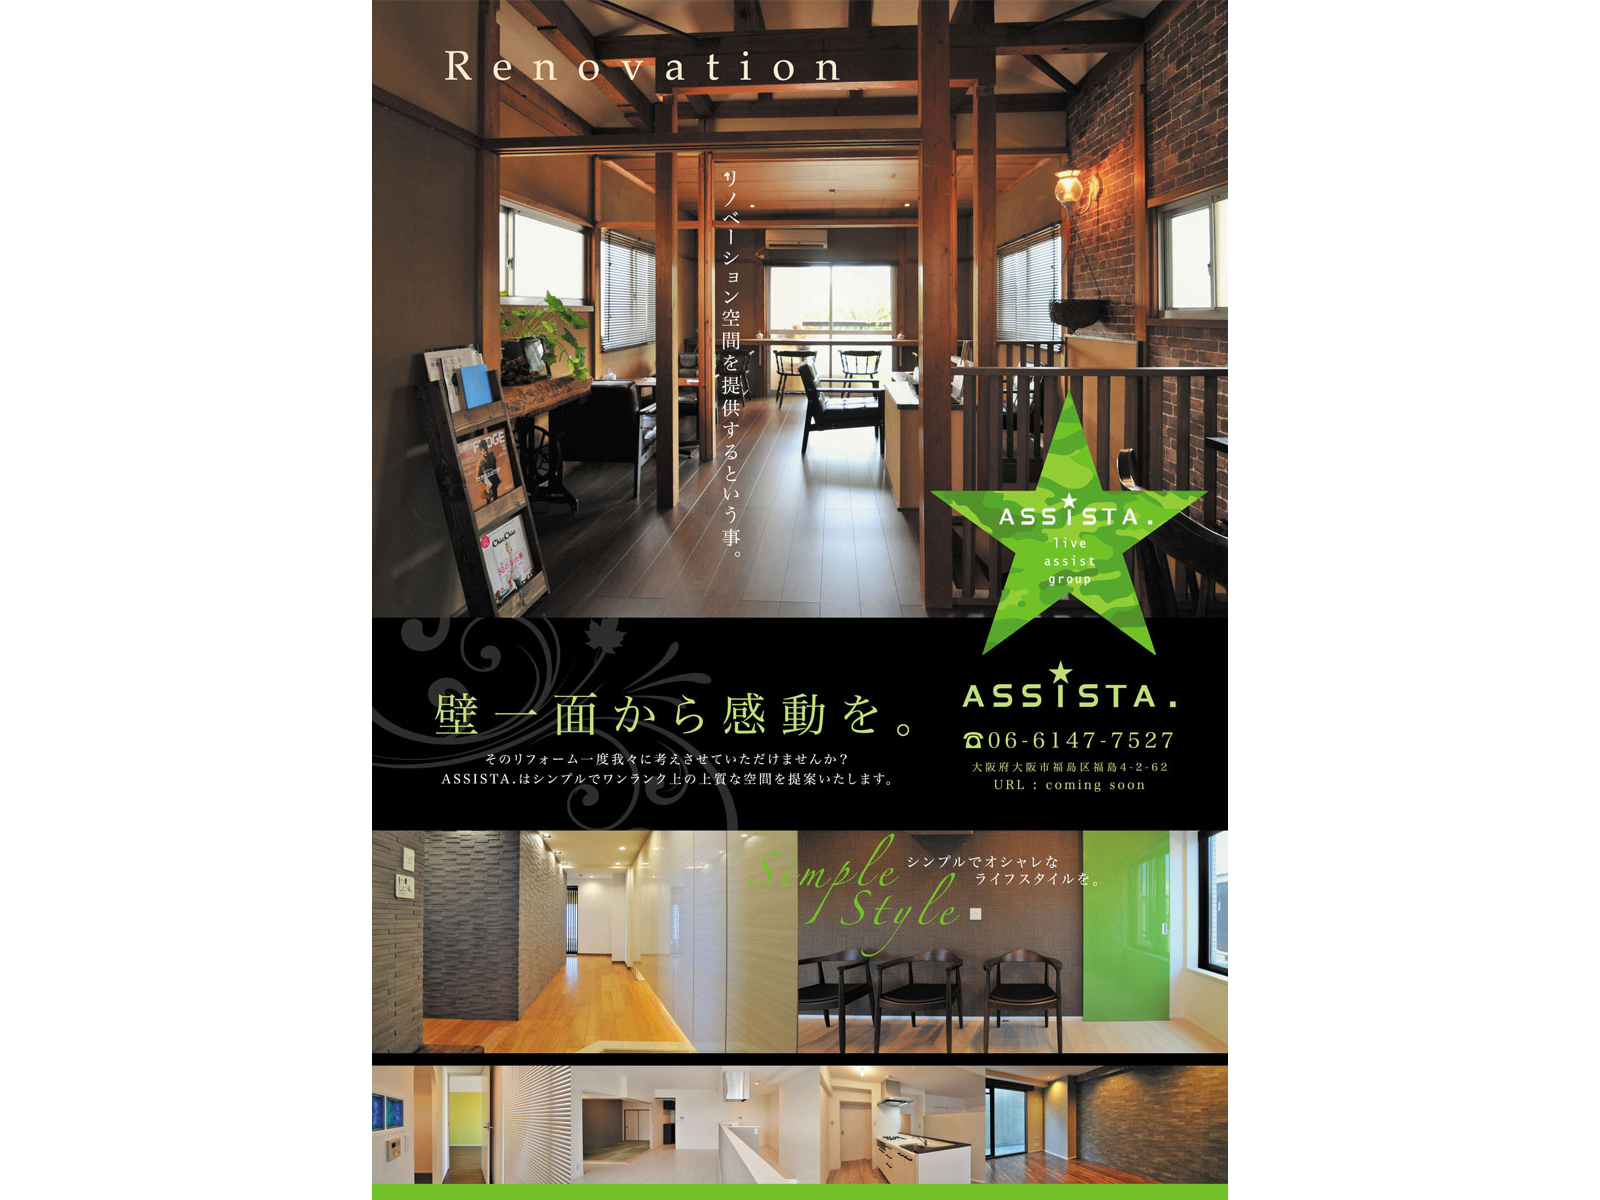 Renovation
リノベーション空間を提供するという事。
FUDGE
ChicChic
ASSISTA.
live
assist
group
壁一面から感動を。
そのリフォーム一度我々に考えさせていただけませんか？
ASSISTA.はシンプルでワンランク上の上質な空間を提案いたします。
ASSISTA.
☎06-6147-7527
大阪府大阪市福島区福島4-2-62
URL : coming soon
Simple
Style
シンプルでオシャレな
ライフスタイルを。